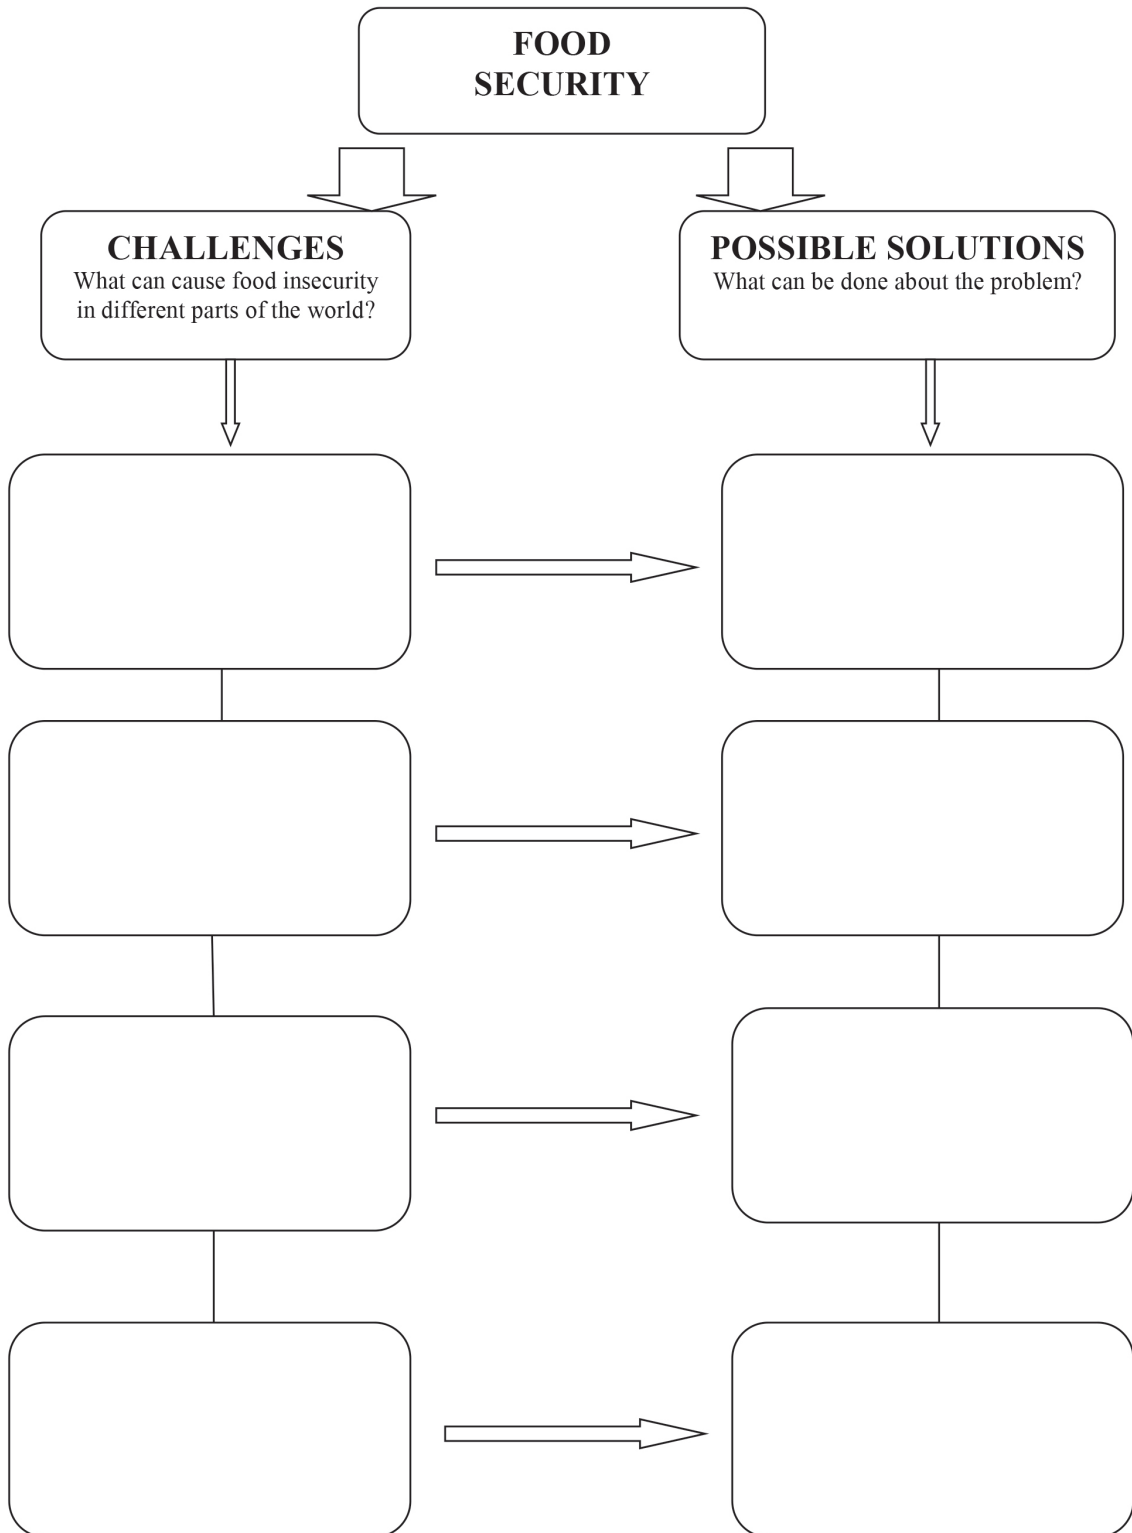 FOOD
SECURITY
CHALLENGES
What can cause food insecurity
in different parts of the world?
POSSIBLE SOLUTIONS
What can be done about the problem?